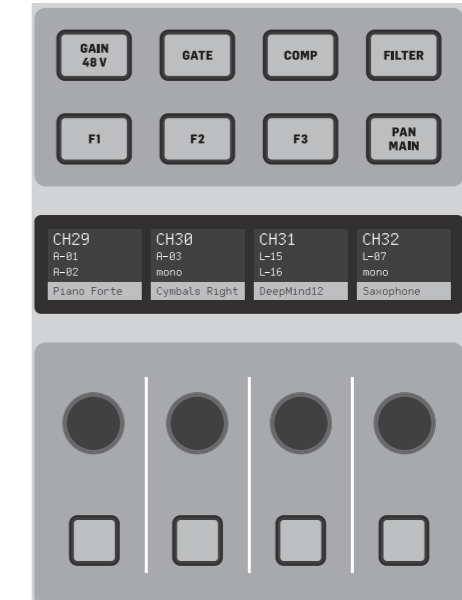 GAIN
48 V
GATE
COMP
FILTER
F1
F2
F3
PAN
MAIN
CH29
A-01
A-02
Piano Forte
CH30
A-03
mono
Cymbals Right
CH31
L-15
L-16
DeepMind12
CH32
L-07
mono
Saxophone